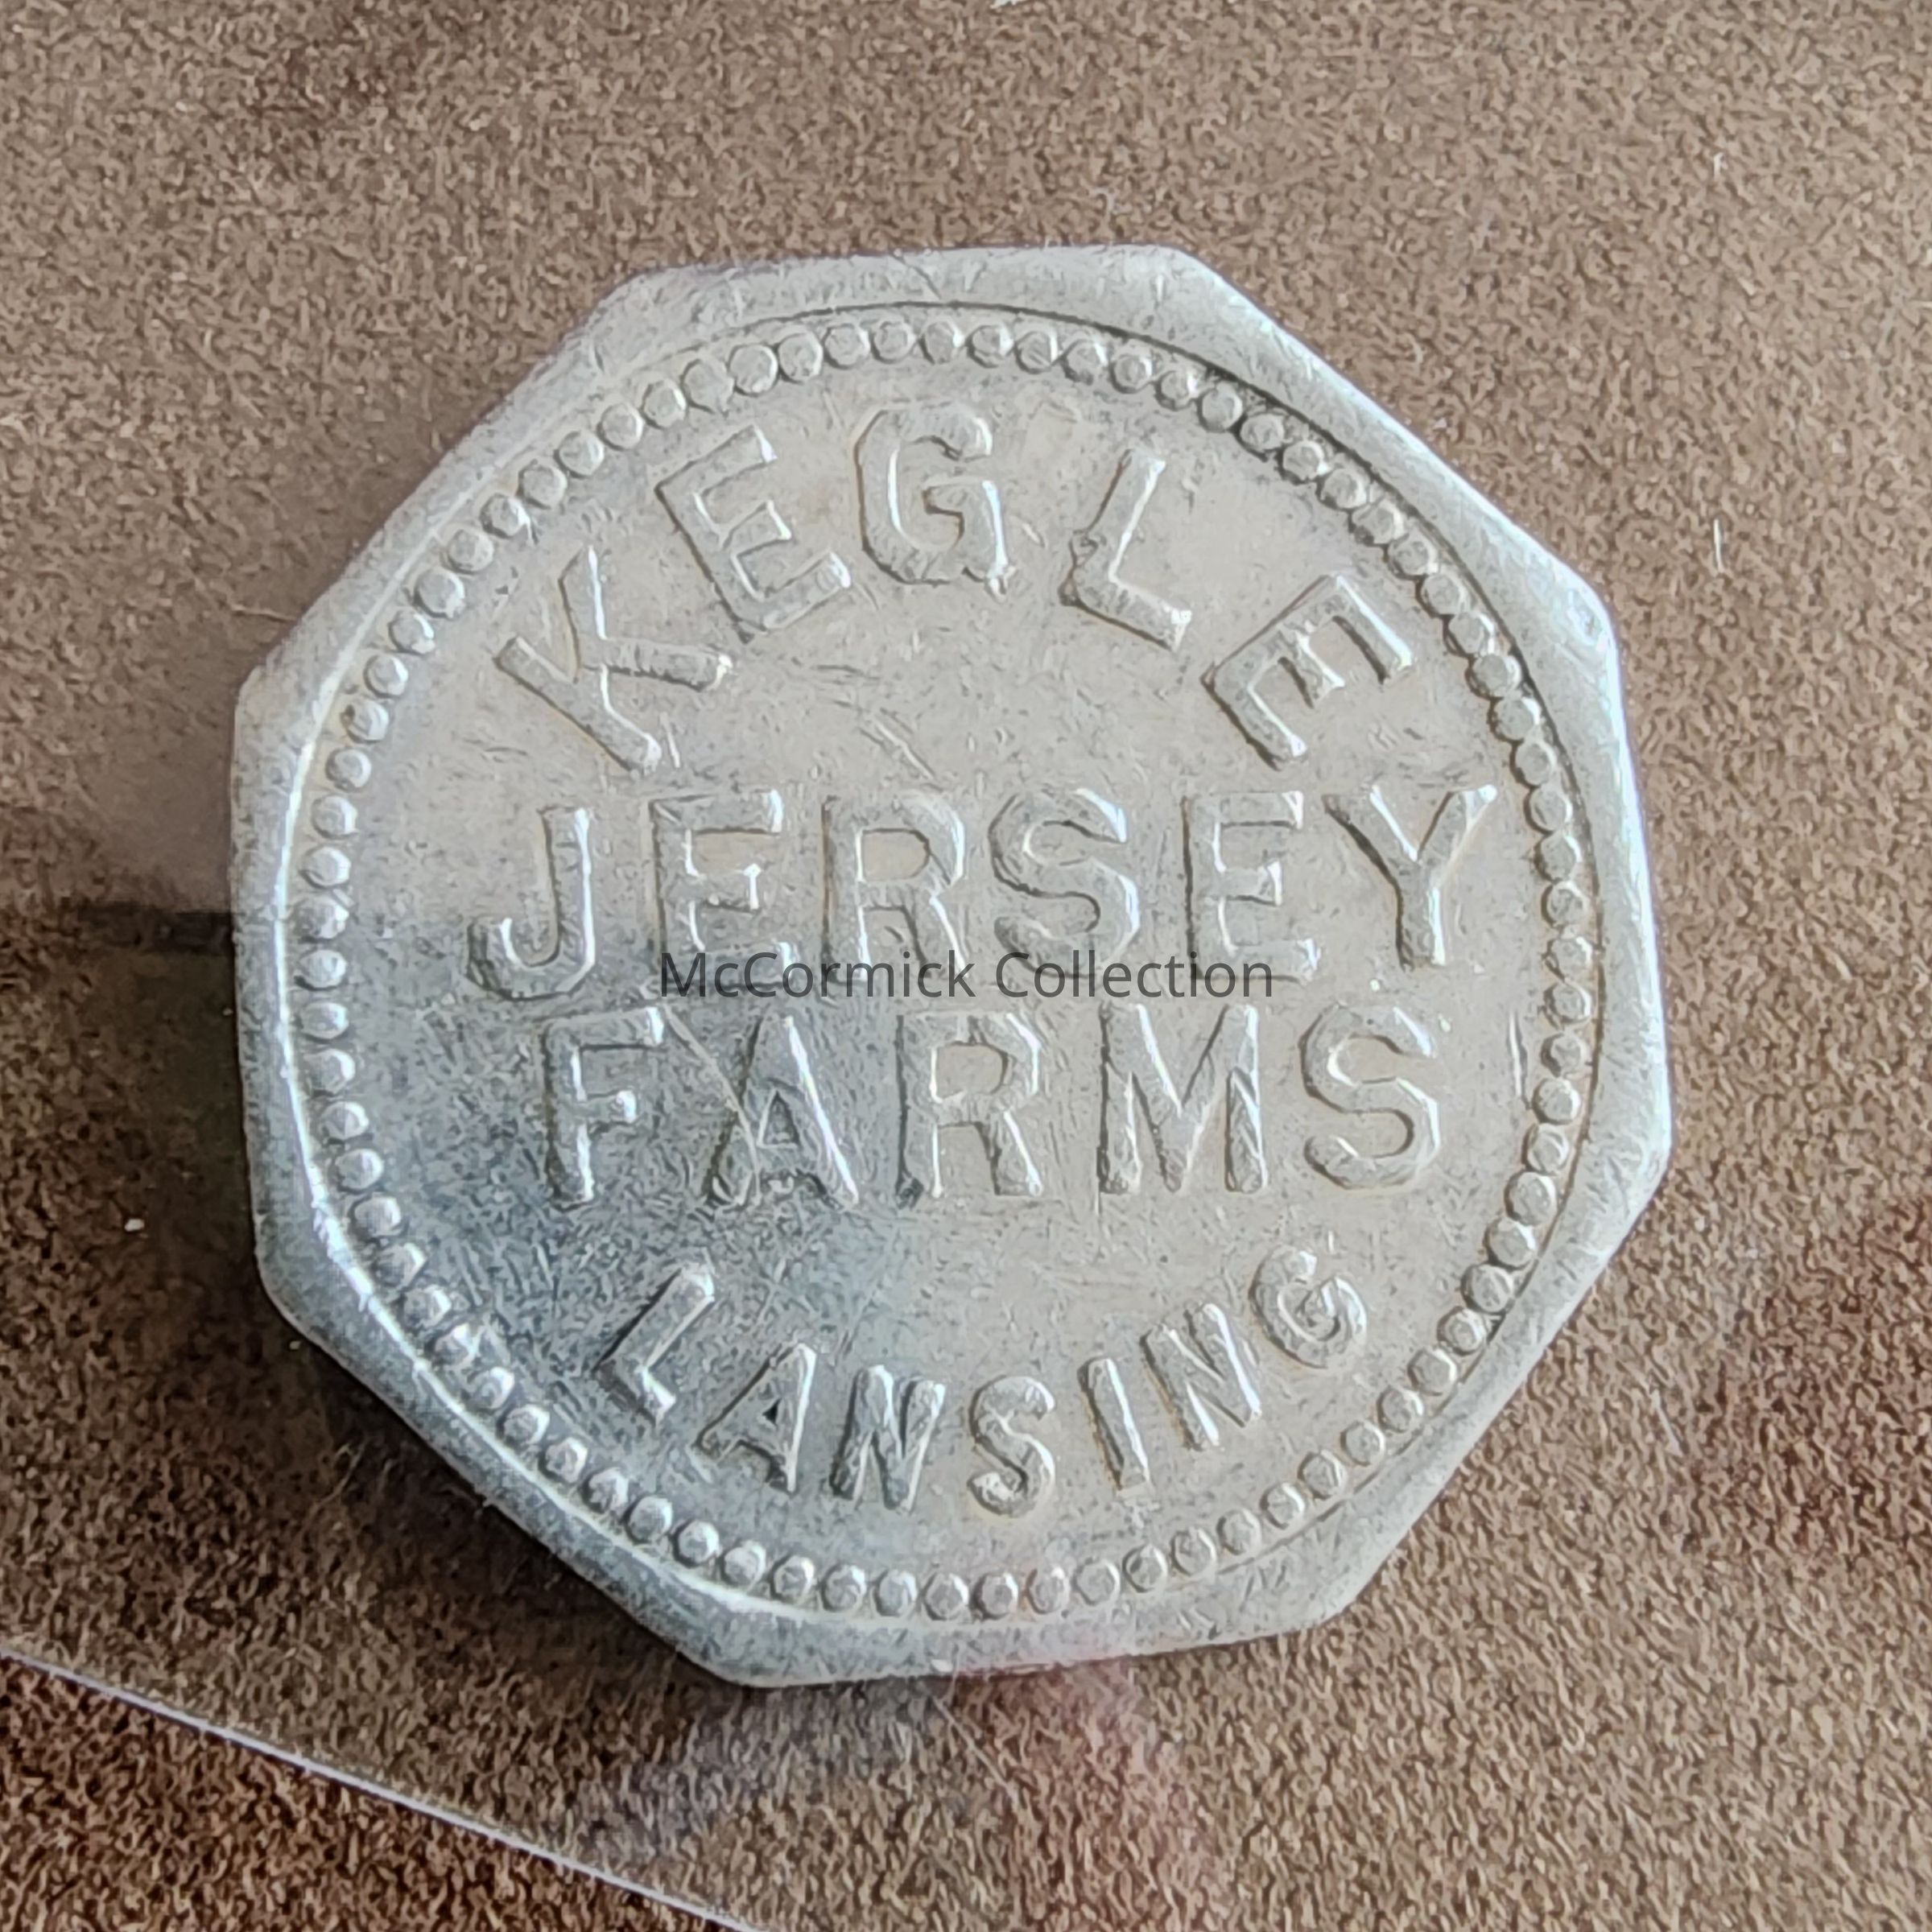 KEGLE
JERSEY
McCormick Collection
FARMS
LANSING